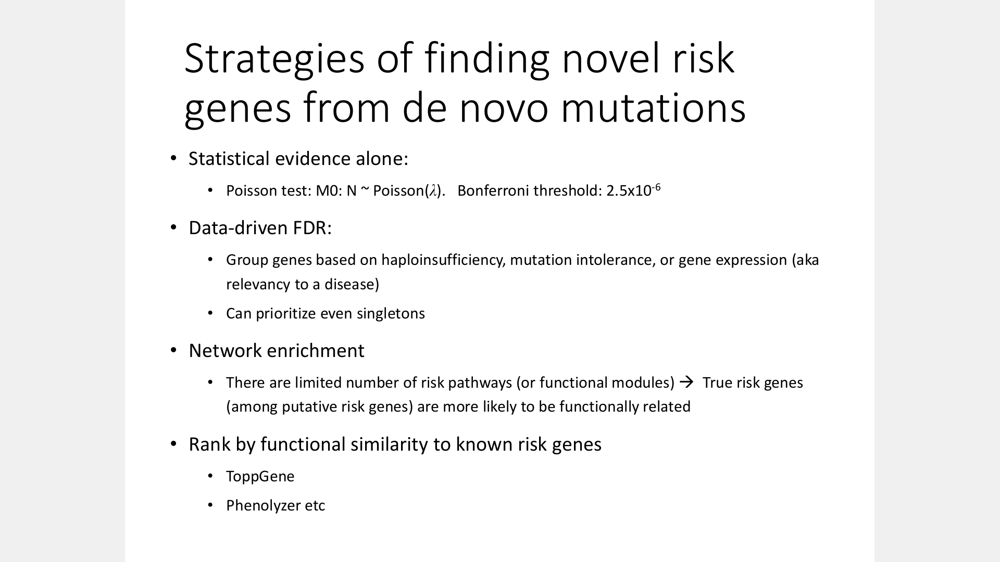 Strategies of finding novel risk
genes from de novo mutations
• Statistical evidence alone:
• Poisson test: M0: N ~ Poisson(λ). Bonferroni threshold: 2.5x10⁻⁶
• Data-driven FDR:
• Group genes based on haploinsufficiency, mutation intolerance, or gene expression (aka
relevancy to a disease)
• Can prioritize even singletons
• Network enrichment
• There are limited number of risk pathways (or functional modules) → True risk genes
(among putative risk genes) are more likely to be functionally related
• Rank by functional similarity to known risk genes
• ToppGene
• Phenolyzer etc